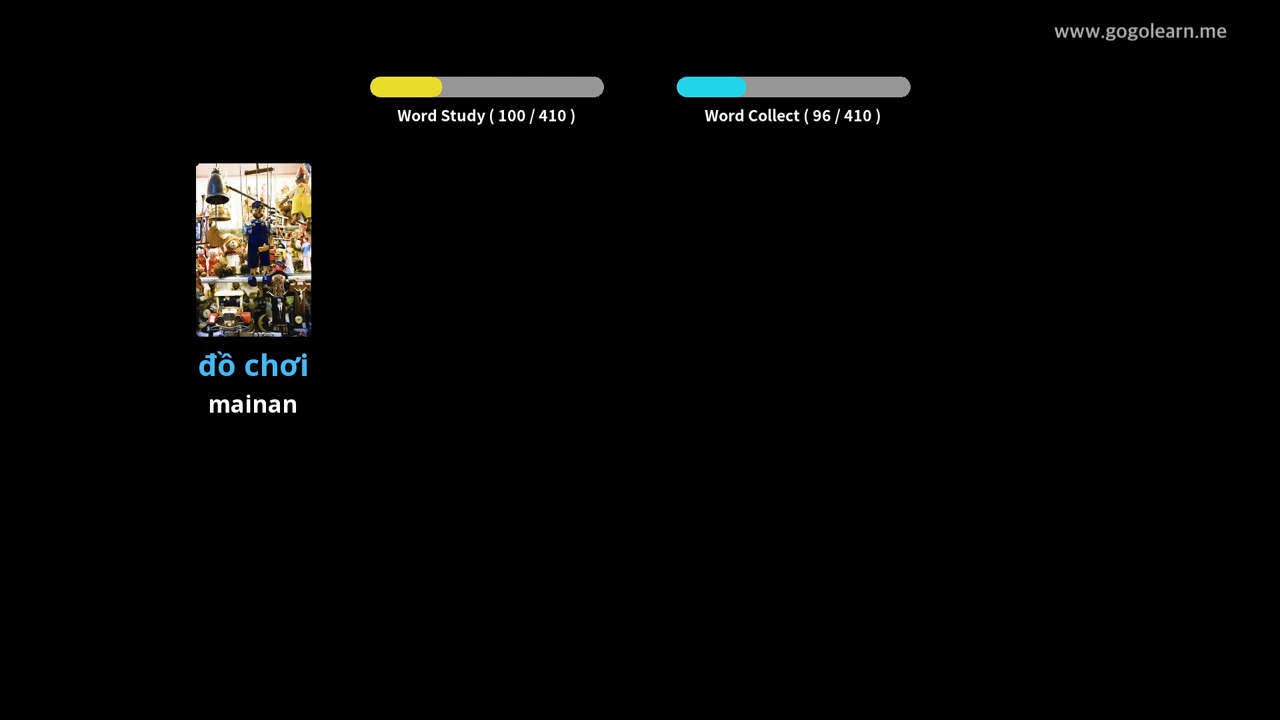 www.gogolearn.me
Word Study ( 100 / 410 )
Word Collect ( 96 / 410 )
đồ chơi
mainan